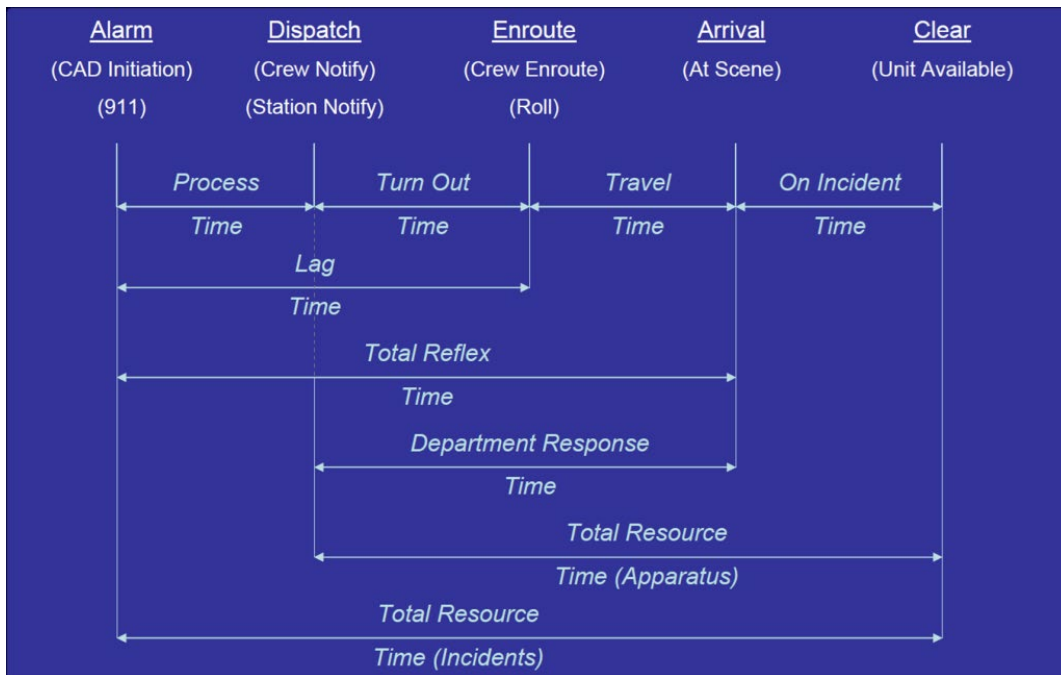 Alarm Dispatch Enroute Arrival Clear
(CAD Initiation) (Crew Notify) (Crew Enroute) (At Scene) (Unit Available)
(911) (Station Notify) (Roll)
Process Turn Out Travel On Incident
Time Time Time Time
Lag
Time
Total Reflex
Time
Department Response
Time
Total Resource
Time (Apparatus)
Total Resource
Time (Incidents)